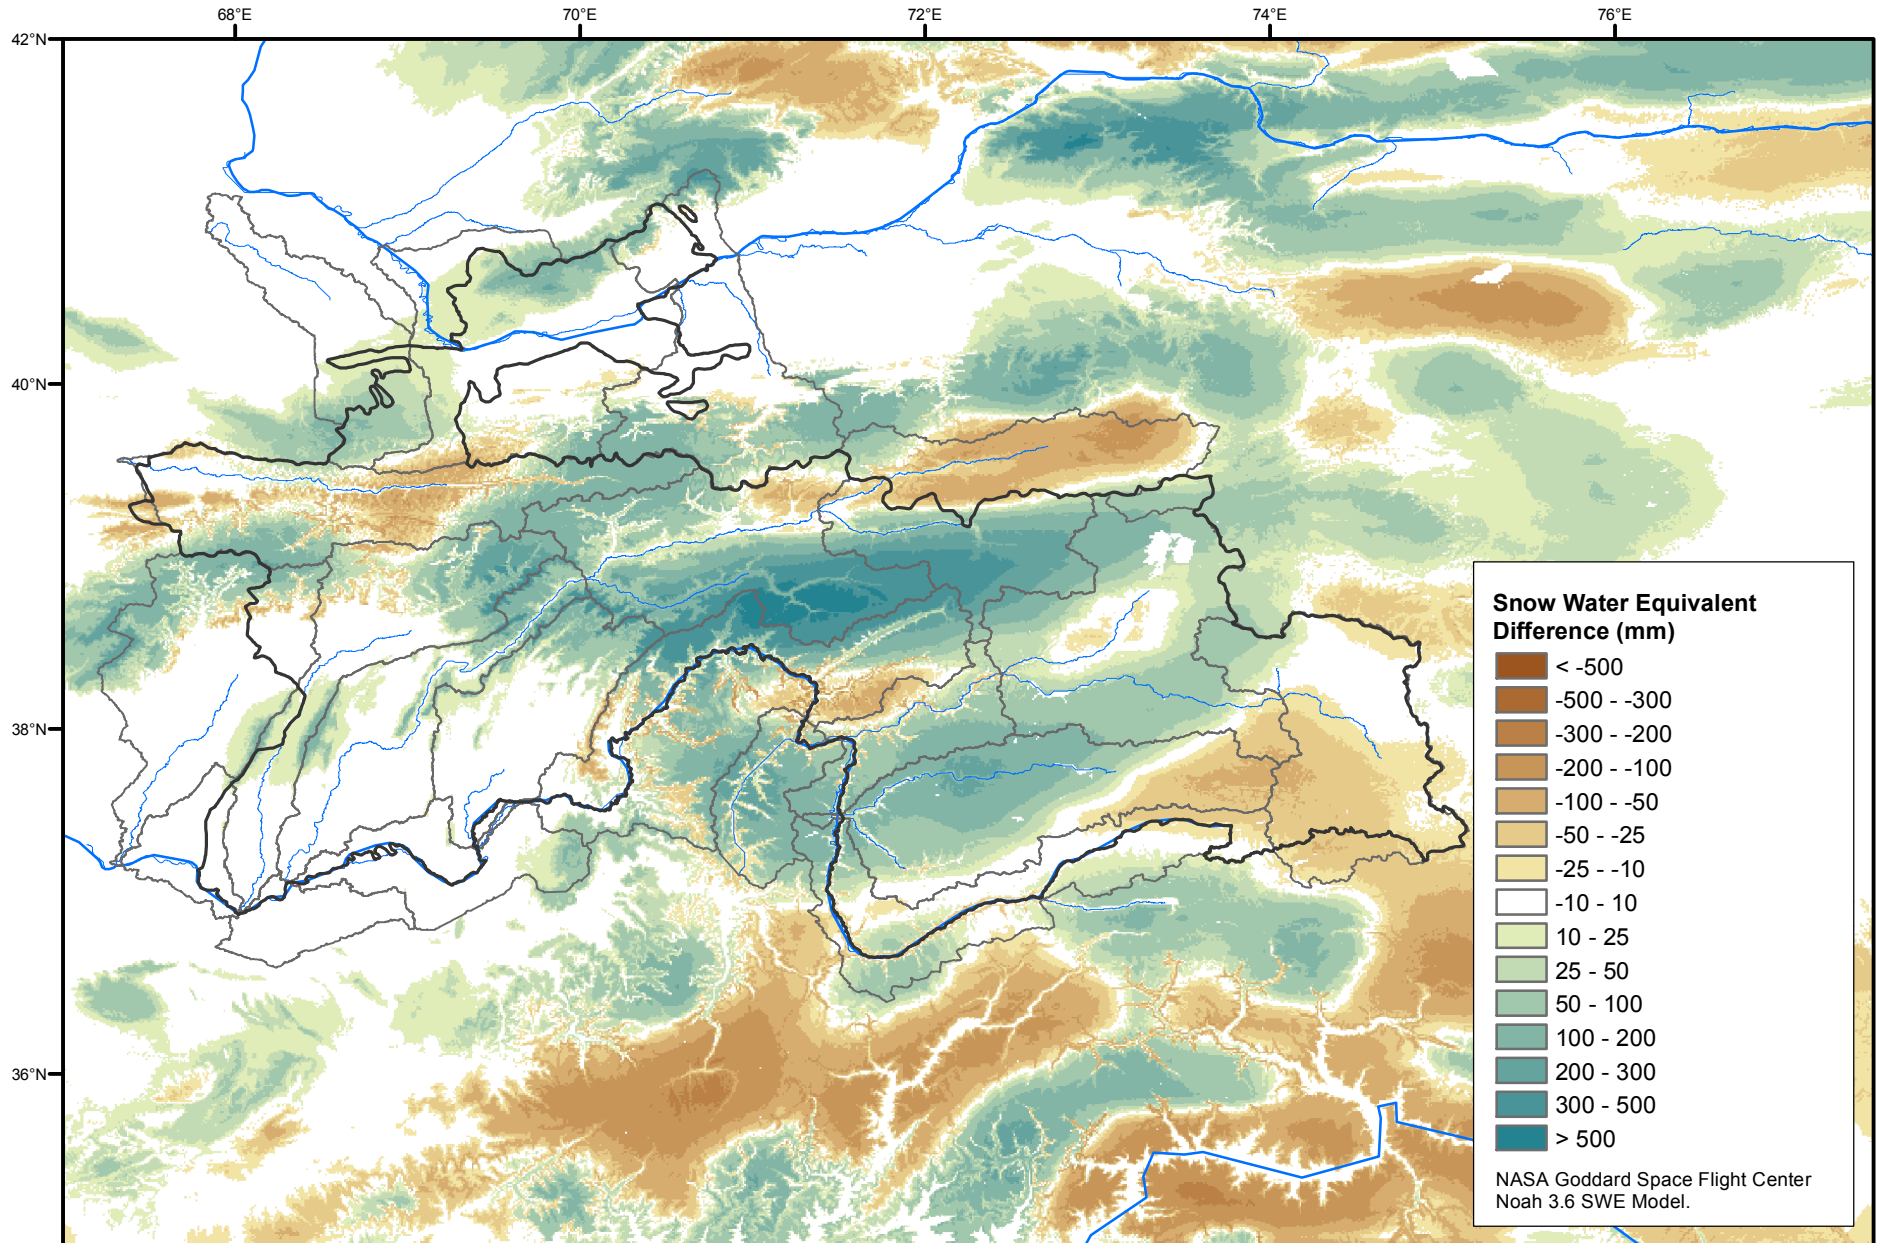 68°E
70°E
72°E
74°E
76°E
42°N
40°N
38°N
36°N
Snow Water Equivalent
Difference (mm)
< -500
-500 - -300
-300 - -200
-200 - -100
-100 - -50
-50 - -25
-25 - -10
-10 - 10
10 - 25
25 - 50
50 - 100
100 - 200
200 - 300
300 - 500
> 500
NASA Goddard Space Flight Center
Noah 3.6 SWE Model.